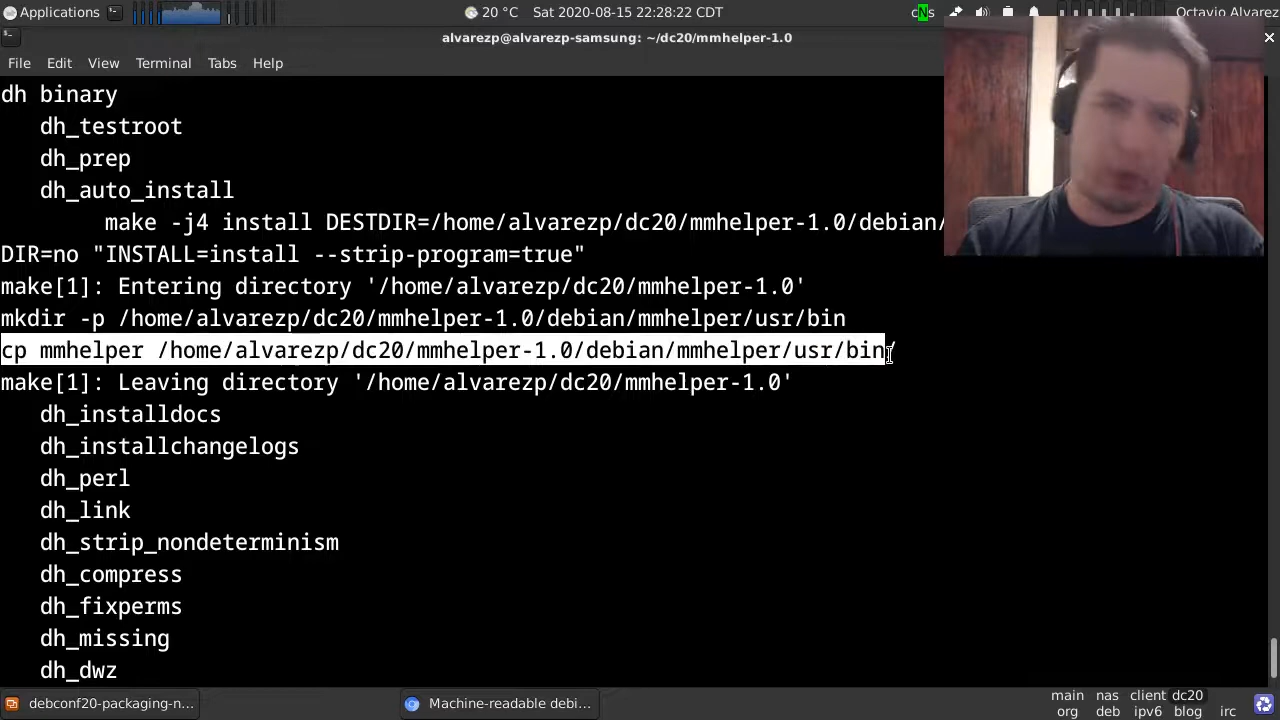 Applications
20 °C
Sat 2020-08-15 22:28:22 CDT
Octavio Alvarez
alvarezp@alvarezp-samsung: ~/dc20/mmhelper-1.0
File Edit View Terminal Tabs Help
dh binary
dh_testroot
dh_prep
dh_auto_install
make -j4 install DESTDIR=/home/alvarezp/dc20/mmhelper-1.0/debian/
DIR=no "INSTALL=install --strip-program=true"
make[1]: Entering directory '/home/alvarezp/dc20/mmhelper-1.0'
mkdir -p /home/alvarezp/dc20/mmhelper-1.0/debian/mmhelper/usr/bin
cp mmhelper /home/alvarezp/dc20/mmhelper-1.0/debian/mmhelper/usr/bin/
make[1]: Leaving directory '/home/alvarezp/dc20/mmhelper-1.0'
dh_installdocs
dh_installchangelogs
dh_perl
dh_link
dh_strip_nondeterminism
dh_compress
dh_fixperms
dh_missing
dh_dwz
debconf20-packaging-n...
Machine-readable debi...
main nas client dc20
org deb ipv6 blog irc